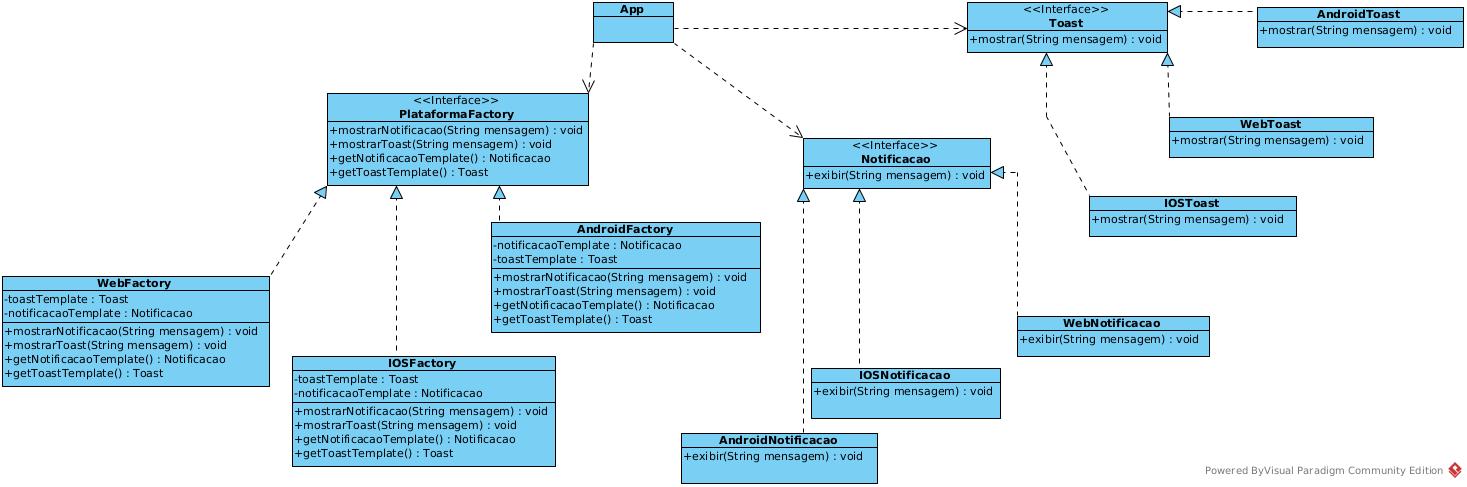 App
<<Interface>>
Toast
+mostrar(String mensagem) : void
AndroidToast
+mostrar(String mensagem) : void
<<Interface>>
PlataformaFactory
+mostrarNotificacao(String mensagem) : void
+mostrarToast(String mensagem) : void
+getNotificacaoTemplate() : Notificacao
+getToastTemplate() : Toast
WebToast
+mostrar(String mensagem) : void
<<Interface>>
Notificacao
+exibir(String mensagem) : void
IOSToast
+mostrar(String mensagem) : void
AndroidFactory
-notificacaoTemplate : Notificacao
-toastTemplate : Toast
+mostrarNotificacao(String mensagem) : void
+mostrarToast(String mensagem) : void
+getNotificacaoTemplate() : Notificacao
+getToastTemplate() : Toast
WebFactory
-toastTemplate : Toast
-notificacaoTemplate : Notificacao
+mostrarNotificacao(String mensagem) : void
+mostrarToast(String mensagem) : void
+getNotificacaoTemplate() : Notificacao
+getToastTemplate() : Toast
WebNotificacao
+exibir(String mensagem) : void
IOSFactory
-toastTemplate : Toast
-notificacaoTemplate : Notificacao
+mostrarNotificacao(String mensagem) : void
+mostrarToast(String mensagem) : void
+getNotificacaoTemplate() : Notificacao
+getToastTemplate() : Toast
IOSNotificacao
+exibir(String mensagem) : void
AndroidNotificacao
+exibir(String mensagem) : void
Powered ByVisual Paradigm Community Edition